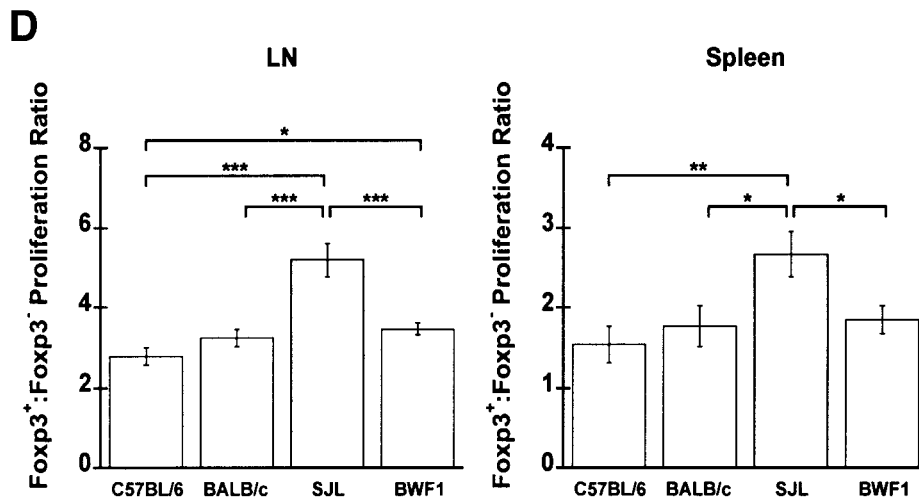 D
LN
Foxp3⁺:Foxp3⁻ Proliferation Ratio
8
6
4
2
0
*
***
***
***
C57BL/6 BALB/c SJL BWF1
Spleen
Foxp3⁺:Foxp3⁻ Proliferation Ratio
4
3
2
1
0
**
*
*
C57BL/6 BALB/c SJL BWF1